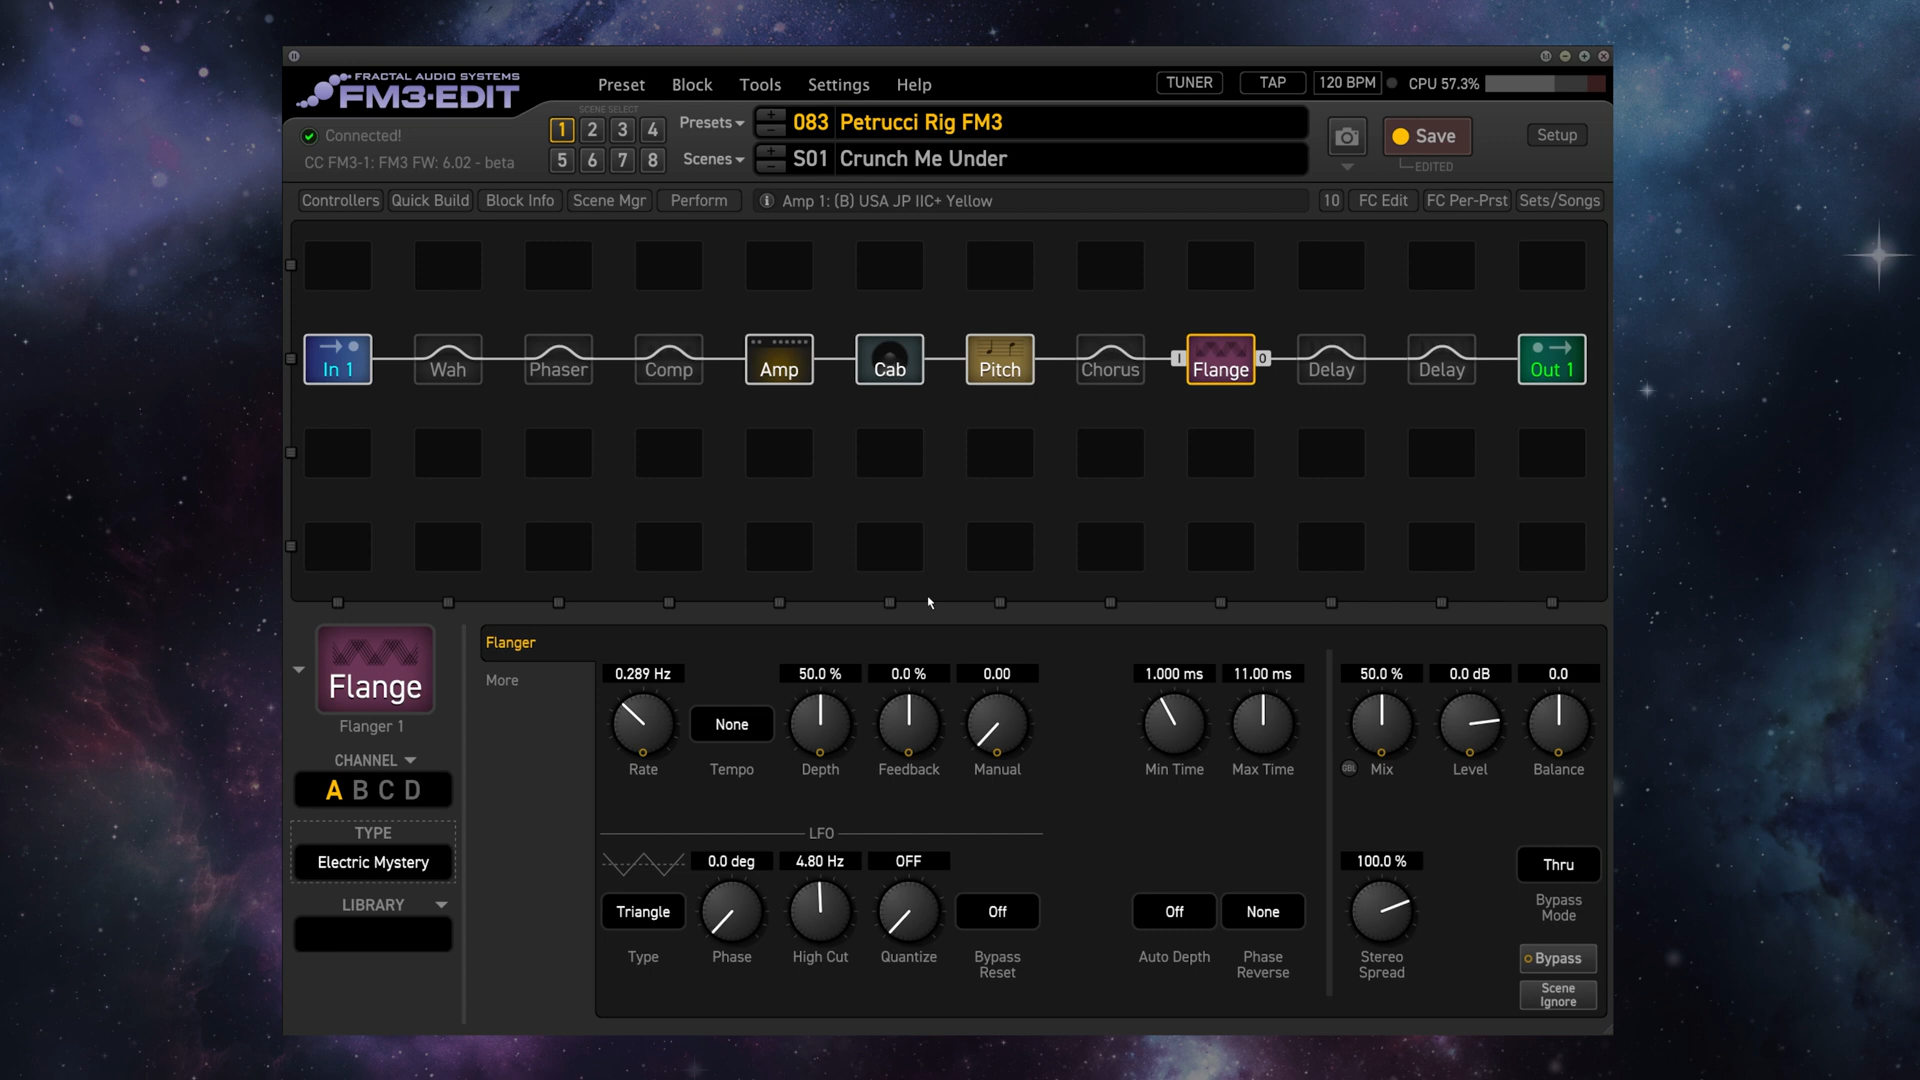 FRACTAL AUDIO SYSTEMS
FM3-EDIT
Preset Block Tools Settings Help
TUNER TAP 120 BPM CPU 57.3%
Connected!
CC FM3-1: FM3 FW: 6.02 - beta
SCENE SELECT
1 2 3 4
5 6 7 8
Presets + - 083 Petrucci Rig FM3
Scenes + - S01 Crunch Me Under
Save
EDITED
Setup
Controllers Quick Build Block Info Scene Mgr Perform Amp 1: (B) USA JP IIC+ Yellow 10 FC Edit FC Per-Prst Sets/Songs
In 1 Wah Phaser Comp Amp Cab Pitch Chorus I Flange O Delay Delay Out 1
Flange
Flanger 1
CHANNEL
A B C D
TYPE
Electric Mystery
LIBRARY
Flanger
More
0.289 Hz 50.0 % 0.0 % 0.00 1.000 ms 11.00 ms 50.0 % 0.0 dB 0.0
None
Rate Tempo Depth Feedback Manual Min Time Max Time GBL Mix Level Balance
LFO
0.0 deg 4.80 Hz OFF 100.0 %
Triangle Off Off None Thru
Type Phase High Cut Quantize Bypass Reset Auto Depth Phase Reverse Stereo Spread Bypass Mode
Bypass
Scene Ignore